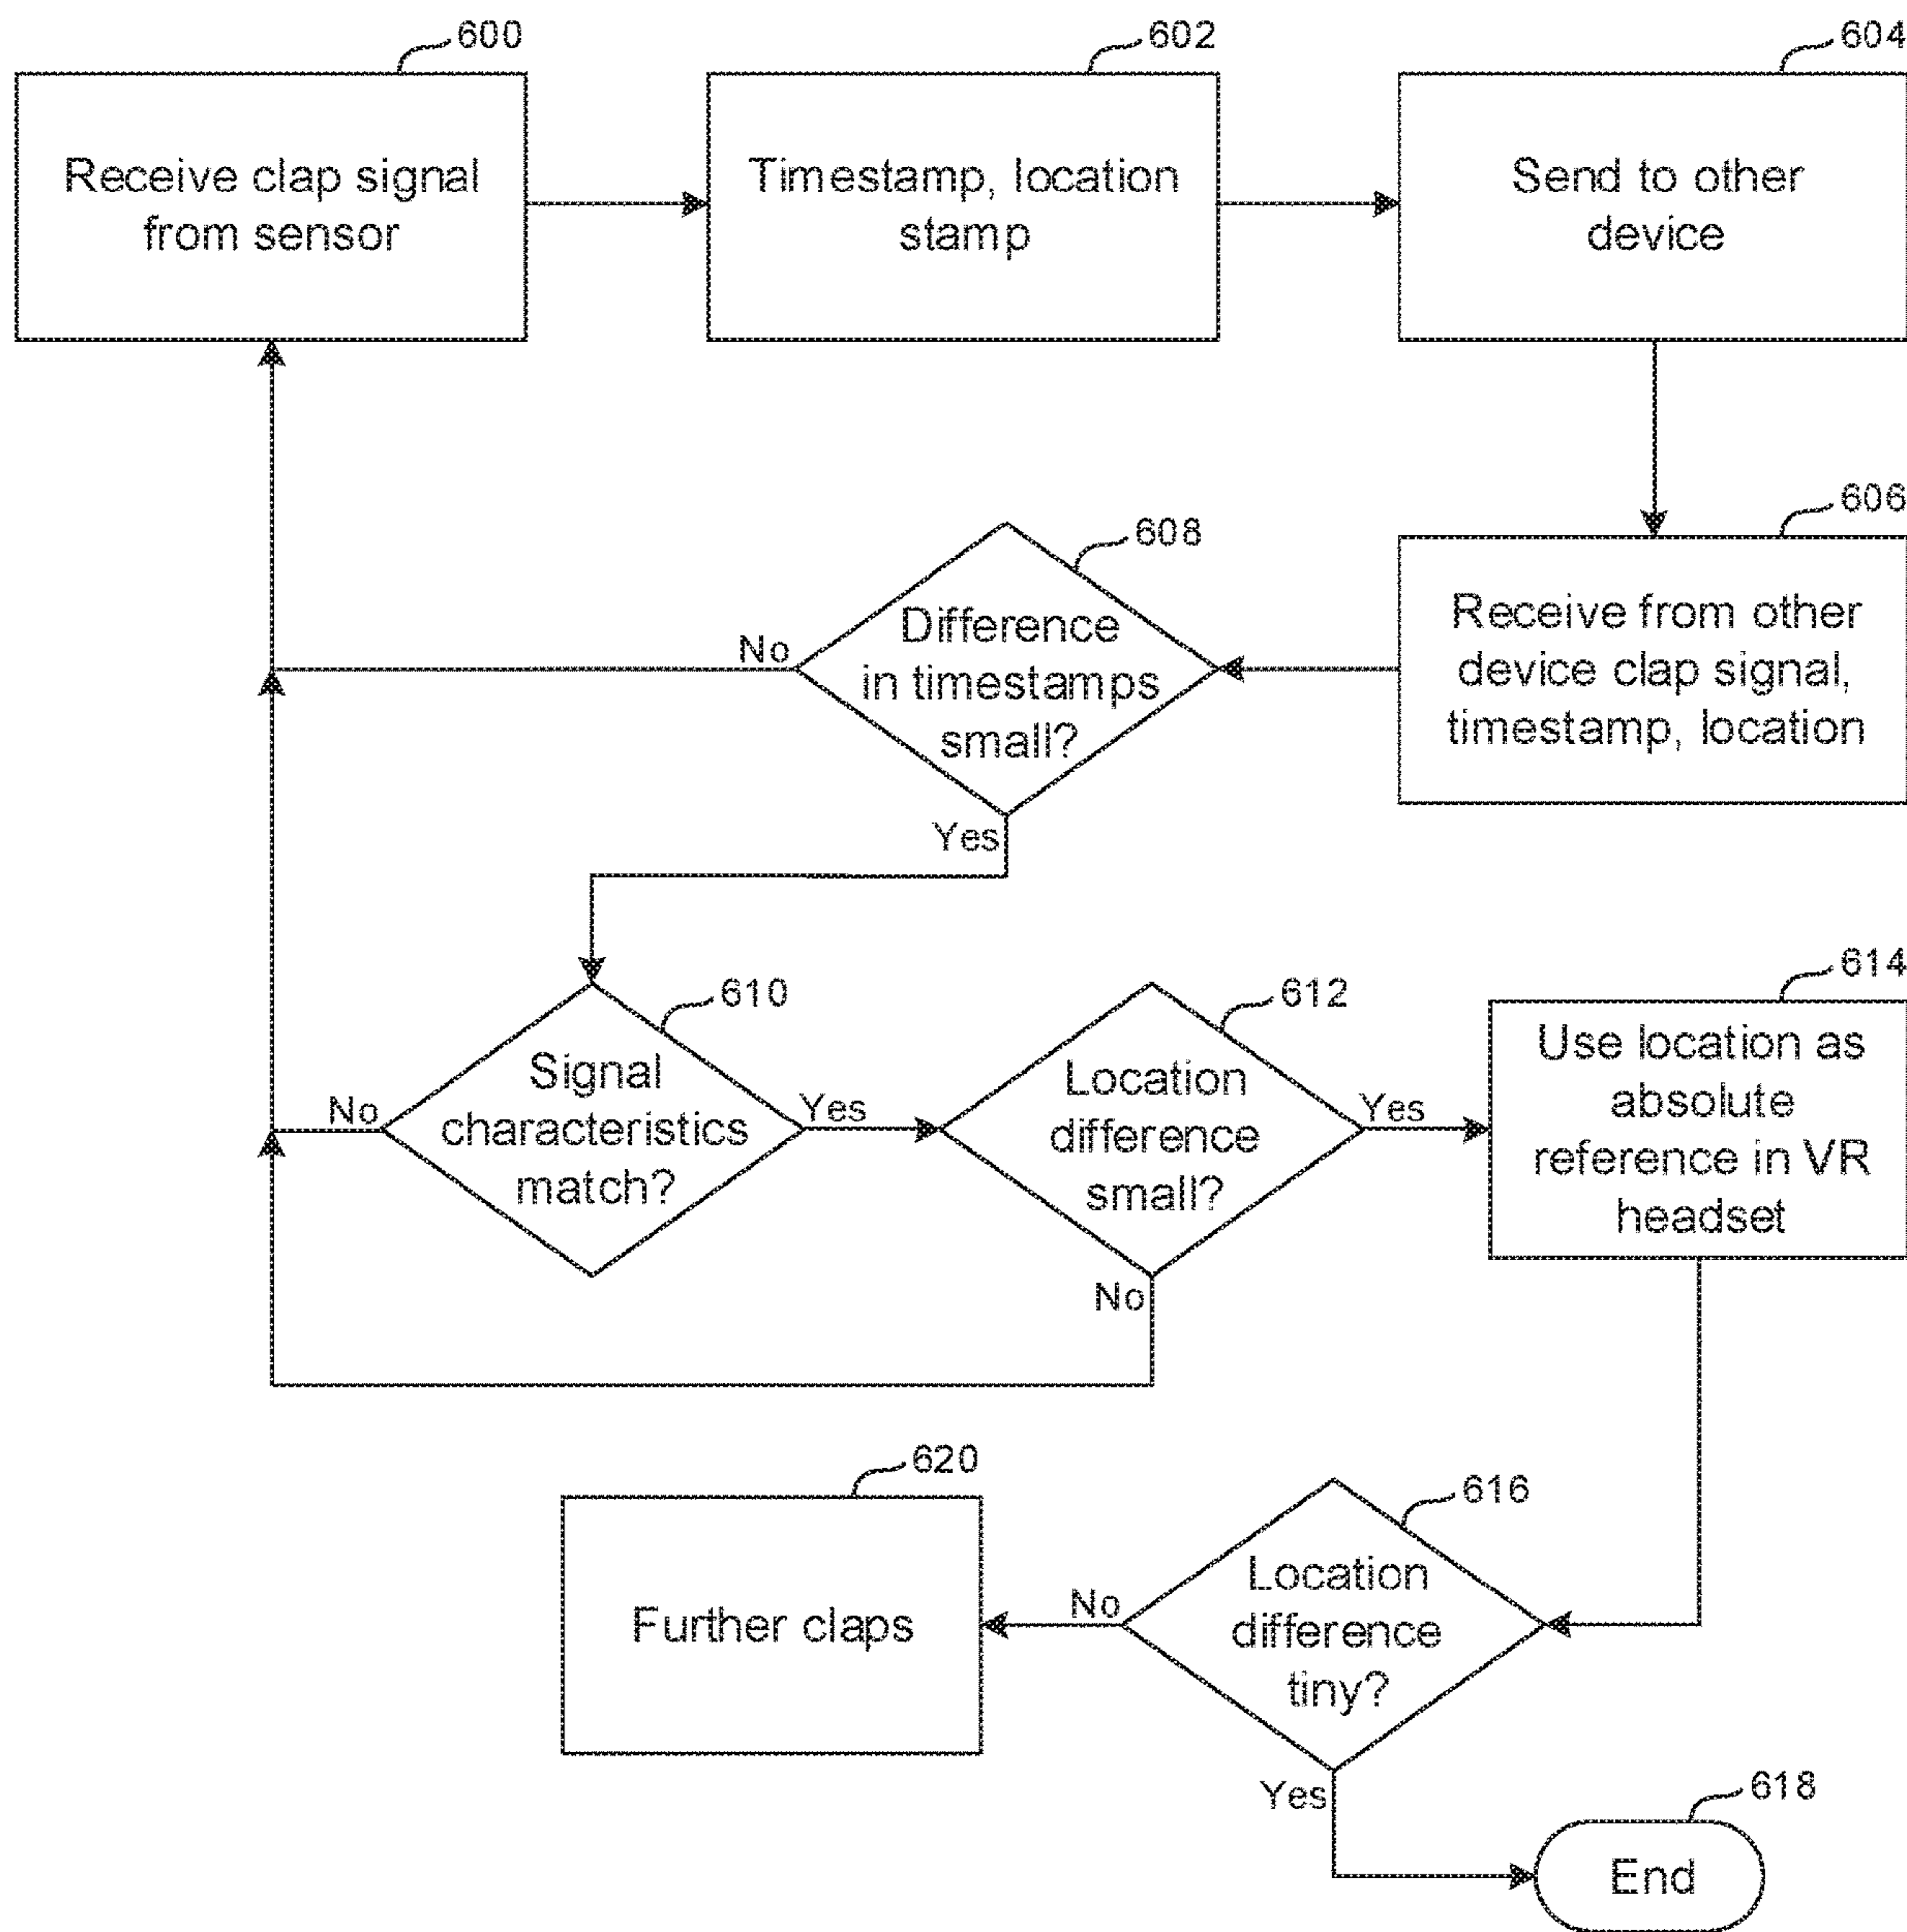 600
Receive clap signal
from sensor
602
Timestamp, location
stamp
604
Send to other
device
606
Receive from other
device clap signal,
timestamp, location
608
Difference
in timestamps
small?
No
Yes
610
Signal
characteristics
match?
No
Yes
612
Location
difference
small?
Yes
No
614
Use location as
absolute
reference in VR
headset
616
Location
difference
tiny?
No
Yes
620
Further claps
618
End